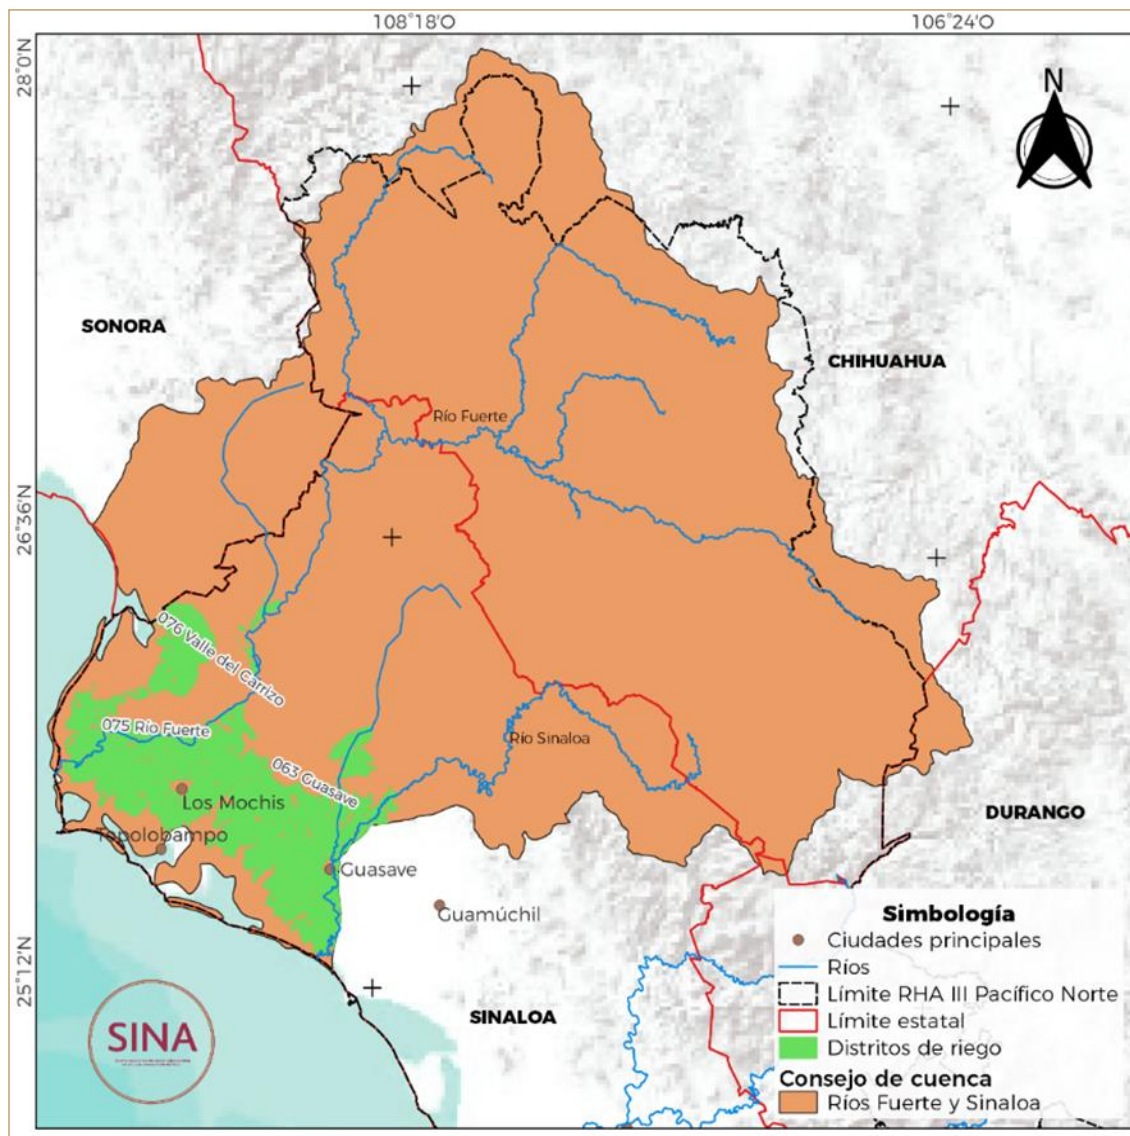 108°18'O
106°24'O
28°0'N
N
SONORA
CHIHUAHUA
Río Fuerte
26°36'N
076 Valle del Carrizo
075 Río Fuerte
Río Sinaloa
063 Guasave
Los Mochis
DURANGO
Topolobampo
Guasave
Guamúchil
25°12'N
SINALOA
SINA
Simbología
Ciudades principales
Ríos
Límite RHA III Pacífico Norte
Límite estatal
Distritos de riego
Consejo de cuenca
Ríos Fuerte y Sinaloa